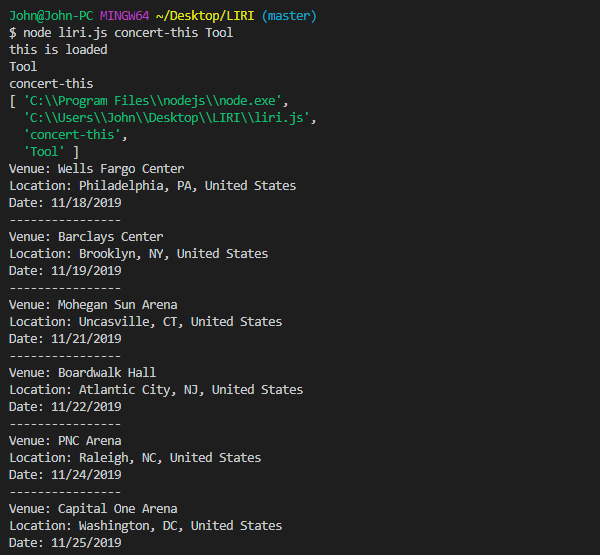 John@John-PC MINGW64 ~/Desktop/LIRI (master)
$ node liri.js concert-this Tool
this is loaded
Tool
concert-this
[ 'C:\\Program Files\\nodejs\\node.exe',
  'C:\\Users\\John\\Desktop\\LIRI\\liri.js',
  'concert-this',
  'Tool' ]
Venue: Wells Fargo Center
Location: Philadelphia, PA, United States
Date: 11/18/2019
----------------
Venue: Barclays Center
Location: Brooklyn, NY, United States
Date: 11/19/2019
----------------
Venue: Mohegan Sun Arena
Location: Uncasville, CT, United States
Date: 11/21/2019
----------------
Venue: Boardwalk Hall
Location: Atlantic City, NJ, United States
Date: 11/22/2019
----------------
Venue: PNC Arena
Location: Raleigh, NC, United States
Date: 11/24/2019
----------------
Venue: Capital One Arena
Location: Washington, DC, United States
Date: 11/25/2019